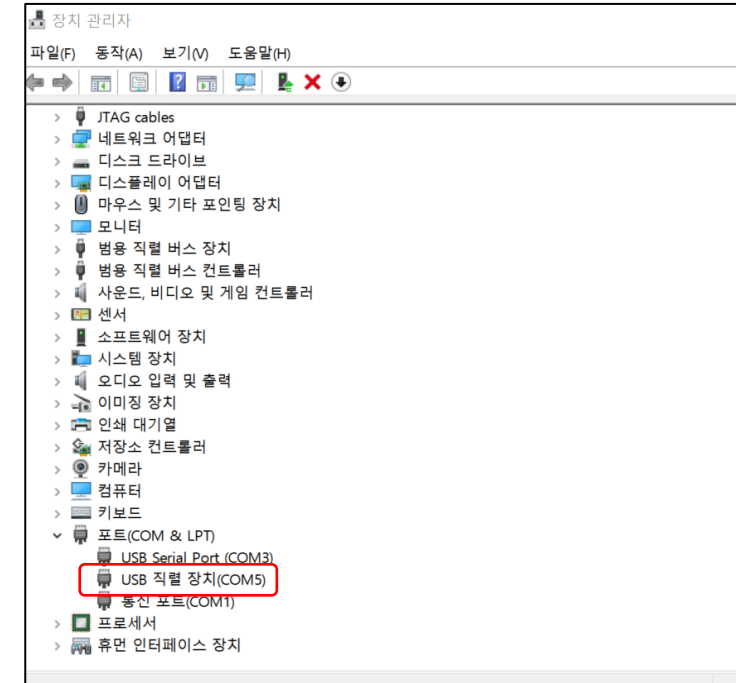 장치 관리자
파일(F) 동작(A) 보기(V) 도움말(H)
JTAG cables
네트워크 어댑터
디스크 드라이브
디스플레이 어댑터
마우스 및 기타 포인팅 장치
모니터
범용 직렬 버스 장치
범용 직렬 버스 컨트롤러
사운드, 비디오 및 게임 컨트롤러
센서
소프트웨어 장치
시스템 장치
오디오 입력 및 출력
이미징 장치
인쇄 대기열
저장소 컨트롤러
카메라
컴퓨터
키보드
포트(COM & LPT)
USB Serial Port (COM3)
USB 직렬 장치(COM5)
통신 포트(COM1)
프로세서
휴먼 인터페이스 장치